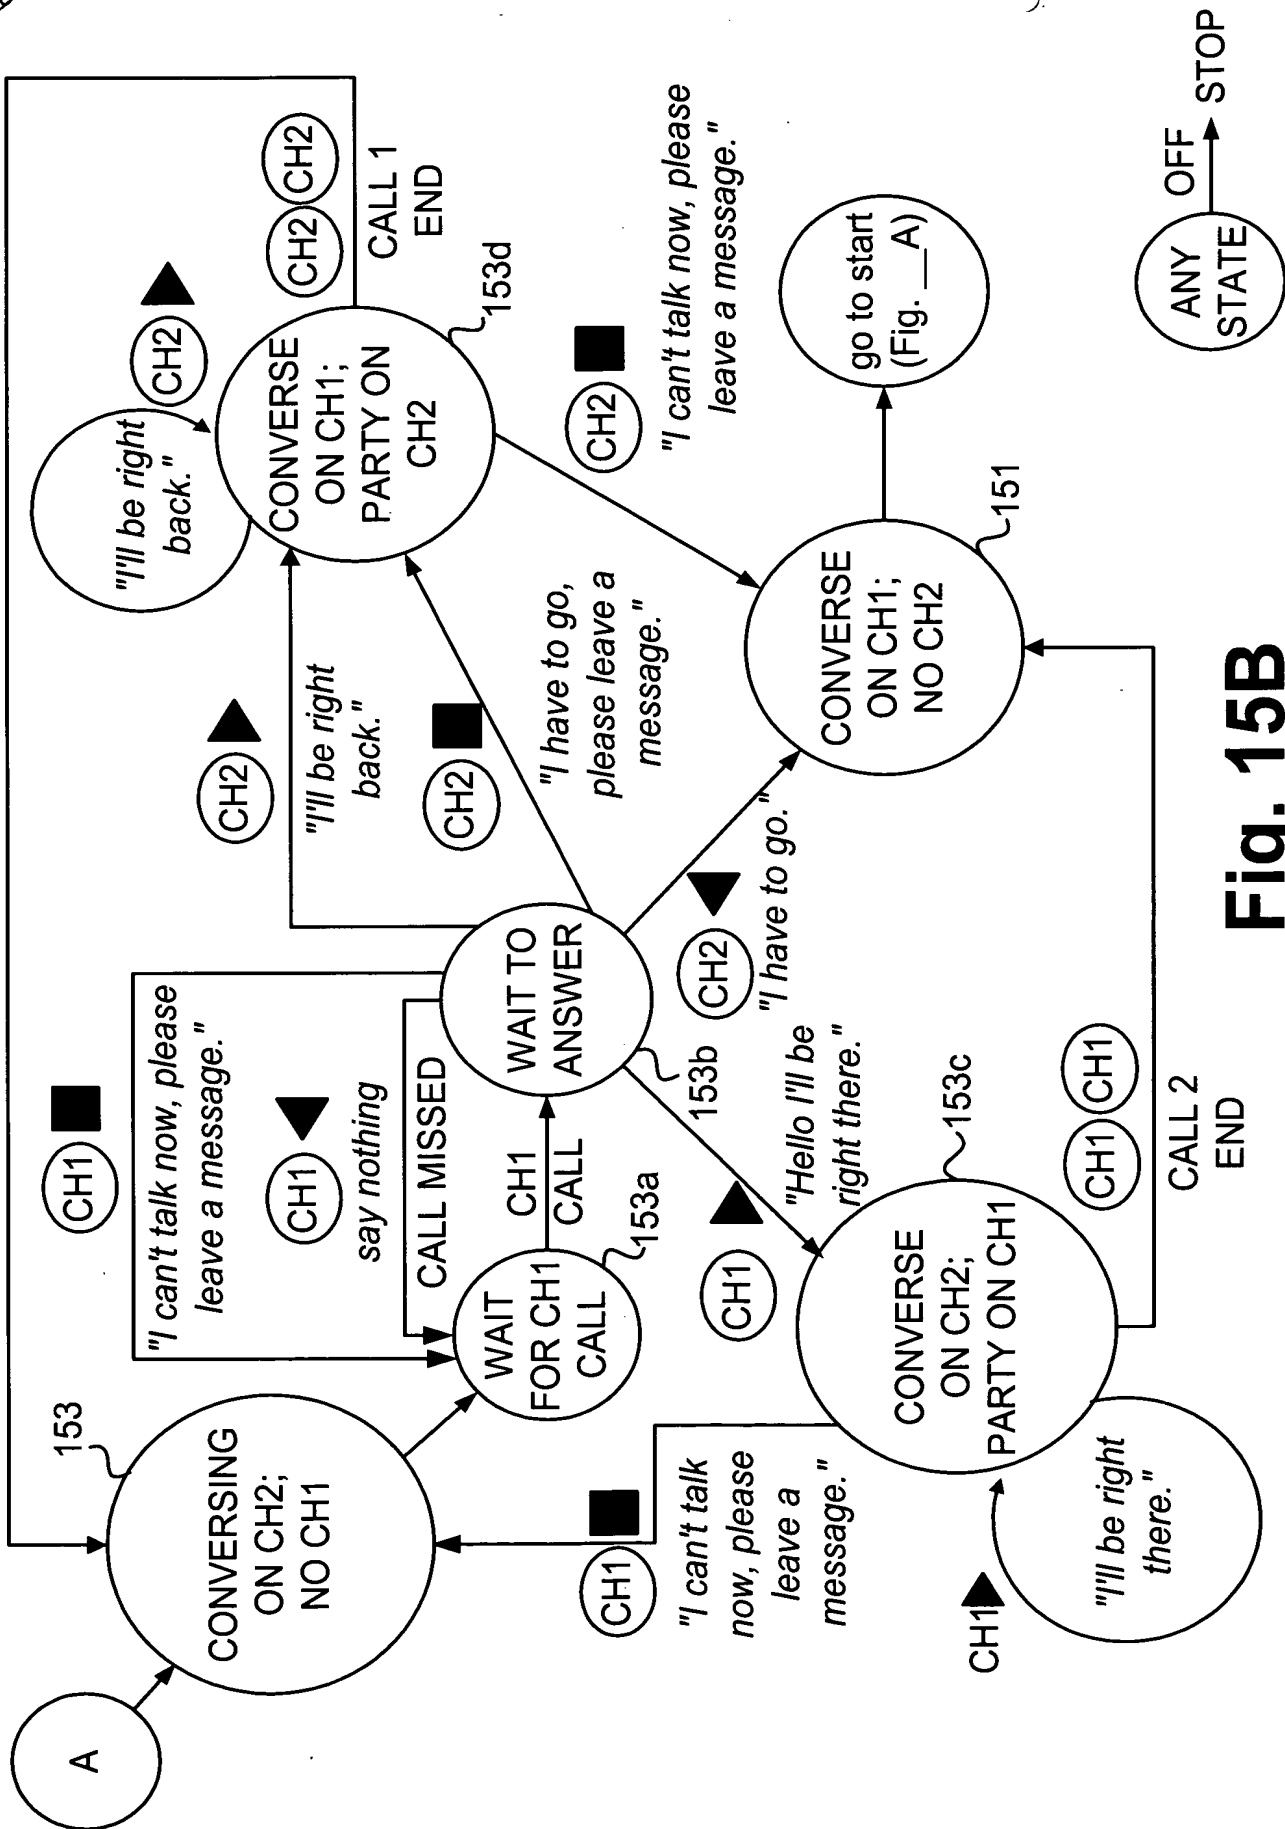 A
153
CONVERSING
ON CH2;
NO CH1
CH1
"I can't talk now, please
leave a message."
CH1
say nothing
CALL MISSED
WAIT
FOR CH1
CALL
153a
CH1
CALL
WAIT TO
ANSWER
153b
CH2
"I'll be right
back."
CH2
"I have to go,
please leave a
message."
"I'll be right
back."
CH2
CONVERSE
ON CH1;
PARTY ON
CH2
153d
CH2
CH2
CALL 1
END
CH2
"I can't talk now, please
leave a message."
CH2
"I have to go."
CH1
"Hello I'll be
right there."
CH1
"I can't talk
now, please
leave a
message."
CONVERSE
ON CH2;
PARTY ON CH1
153c
CH1
"I'll be right
there."
CH1
CH1
CALL 2
END
CONVERSE
ON CH1;
NO CH2
151
go to start
(Fig. __A)
ANY
STATE
OFF
STOP
Fig. 15B